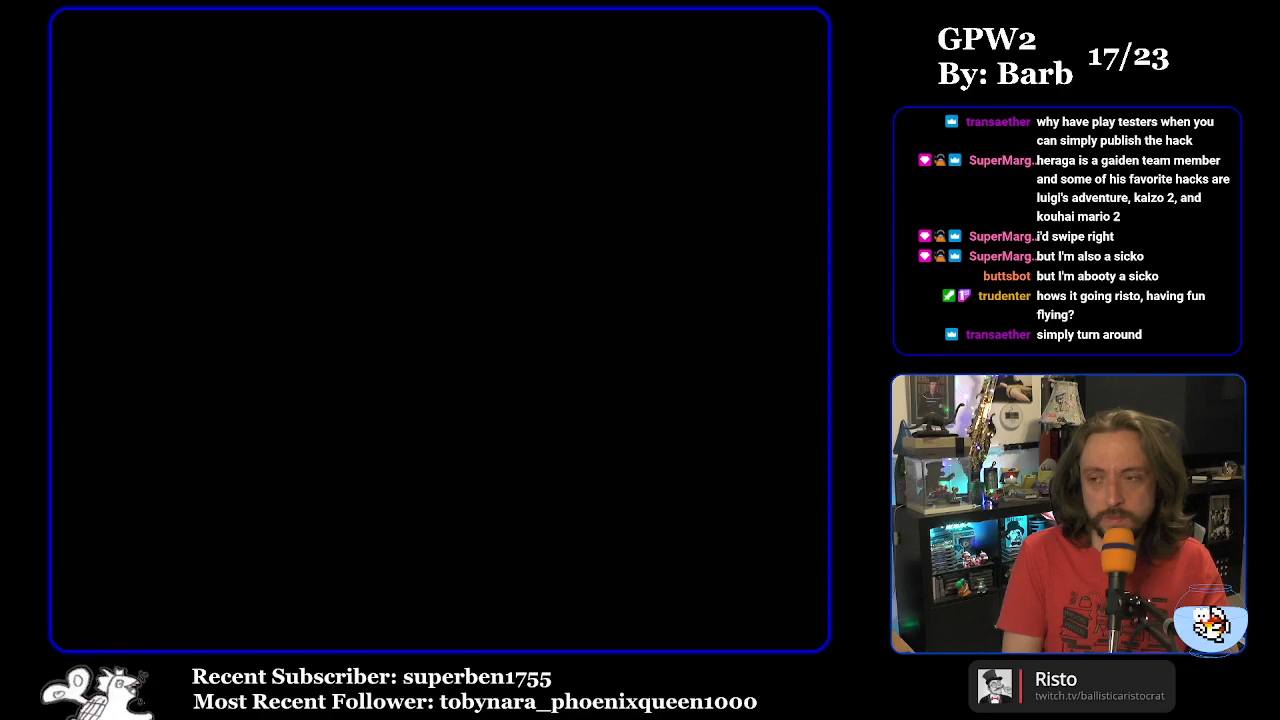 GPW2
By: Barb
17/23
transaether why have play testers when you
can simply publish the hack
SuperMarg.. heraga is a gaiden team member
and some of his favorite hacks are
luigi's adventure, kaizo 2, and
kouhai mario 2
SuperMarg.. i'd swipe right
SuperMarg.. but I'm also a sicko
buttsbot but I'm abooty a sicko
trudenter hows it going risto, having fun
flying?
transaether simply turn around
Recent Subscriber: superben1755
Most Recent Follower: tobynara_phoenixqueen1000
Risto
twitch.tv/ballisticaristocrat